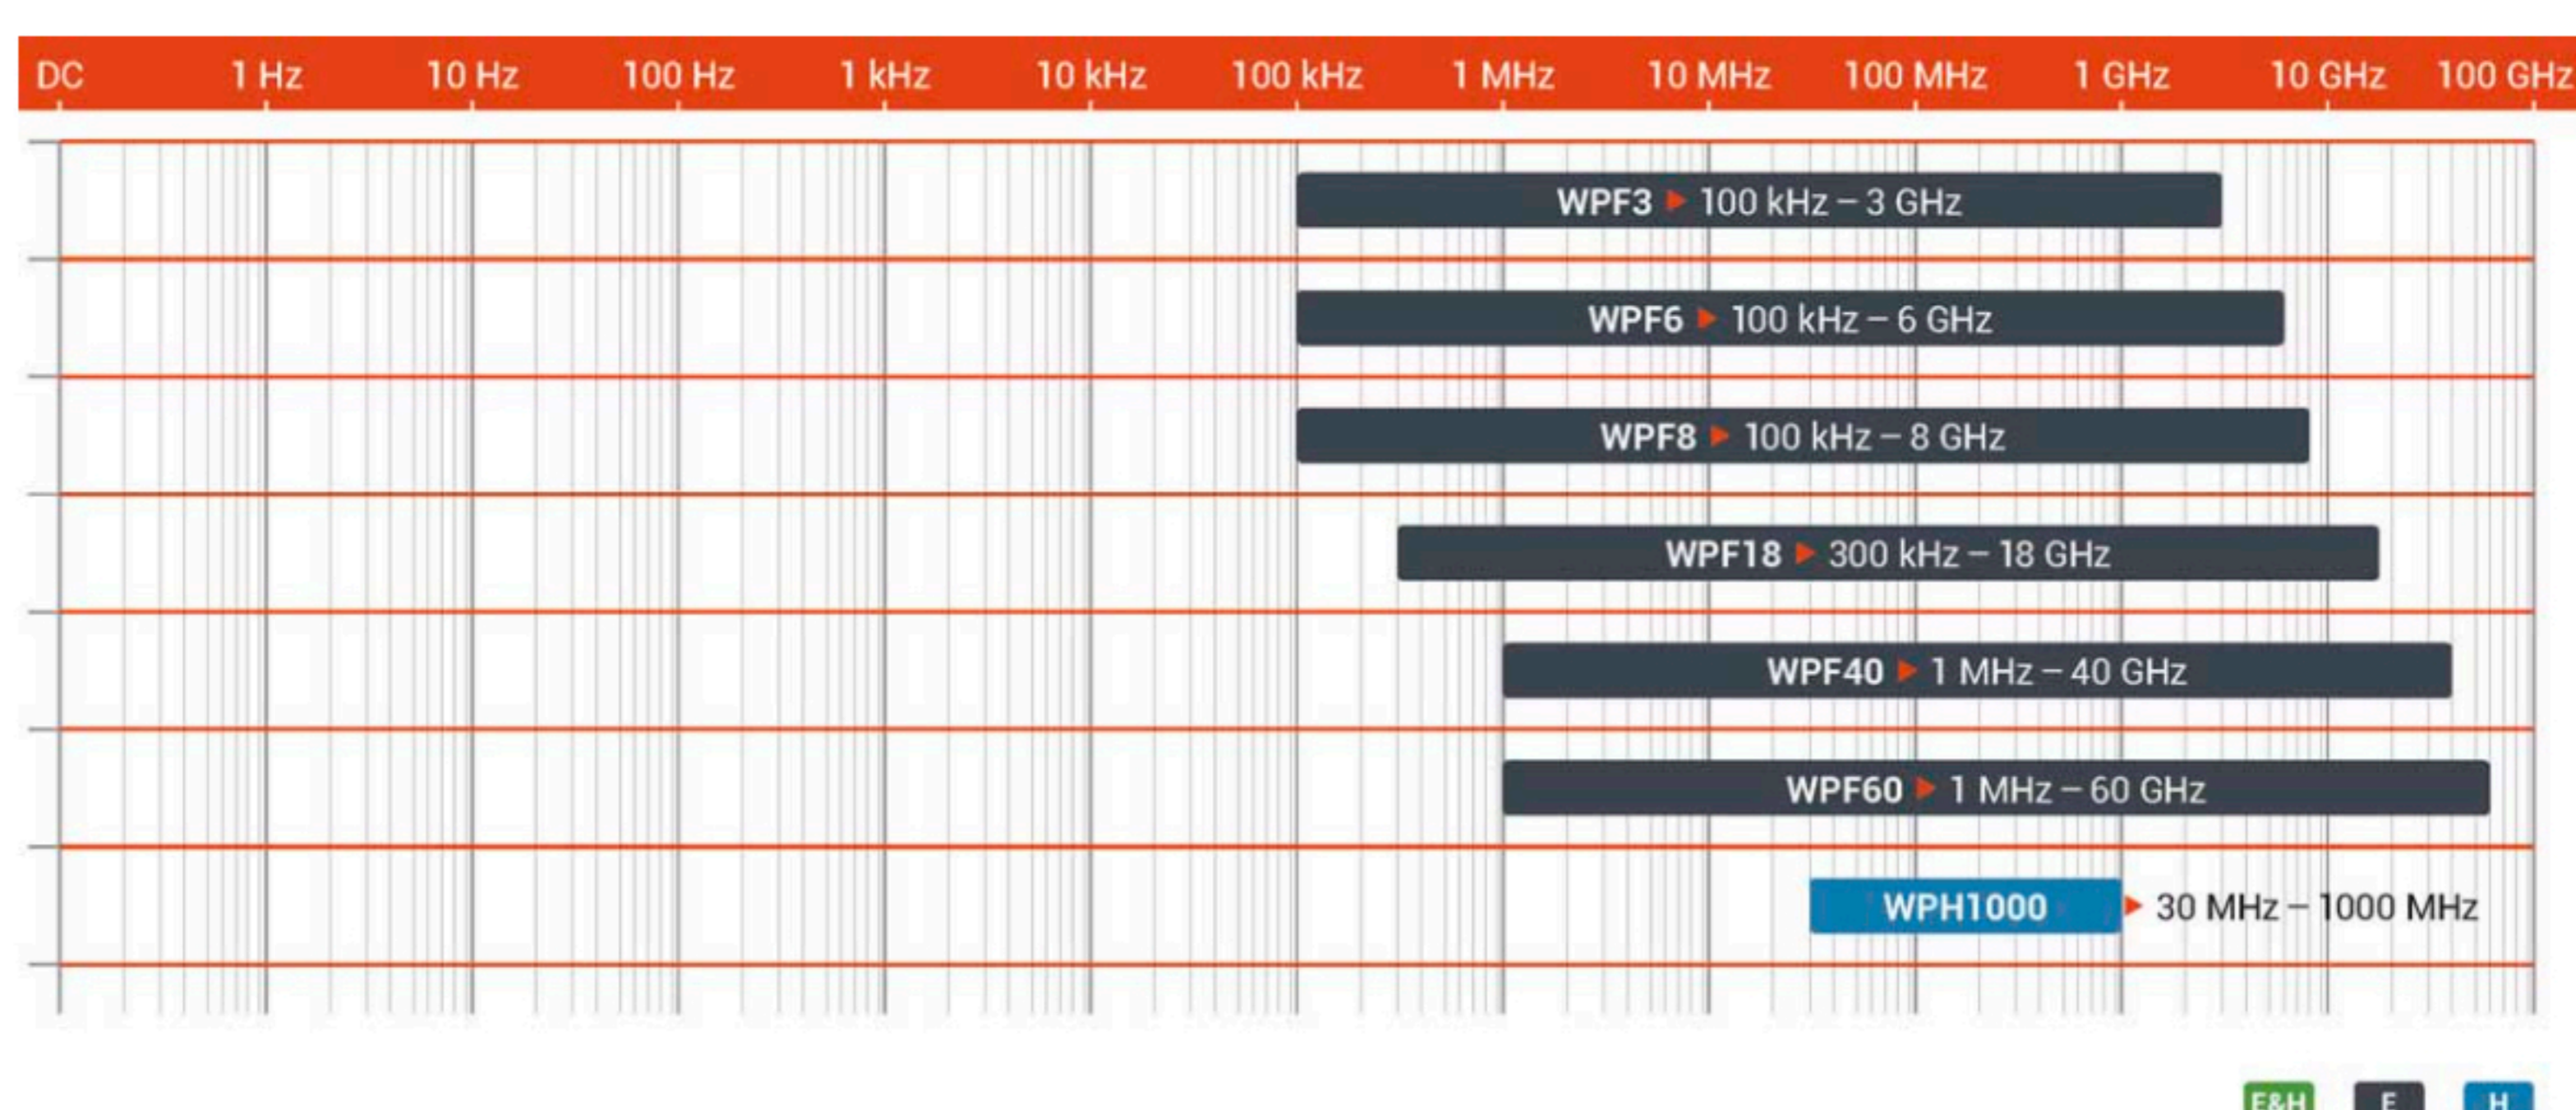 DC 1 Hz 10 Hz 100 Hz 1 kHz 10 kHz 100 kHz 1 MHz 10 MHz 100 MHz 1 GHz 10 GHz 100 GHz
WPF3 ▶ 100 kHz – 3 GHz
WPF6 ▶ 100 kHz – 6 GHz
WPF8 ▶ 100 kHz – 8 GHz
WPF18 ▶ 300 kHz – 18 GHz
WPF40 ▶ 1 MHz – 40 GHz
WPF60 ▶ 1 MHz – 60 GHz
WPH1000 ▶ 30 MHz – 1000 MHz
E&H E H